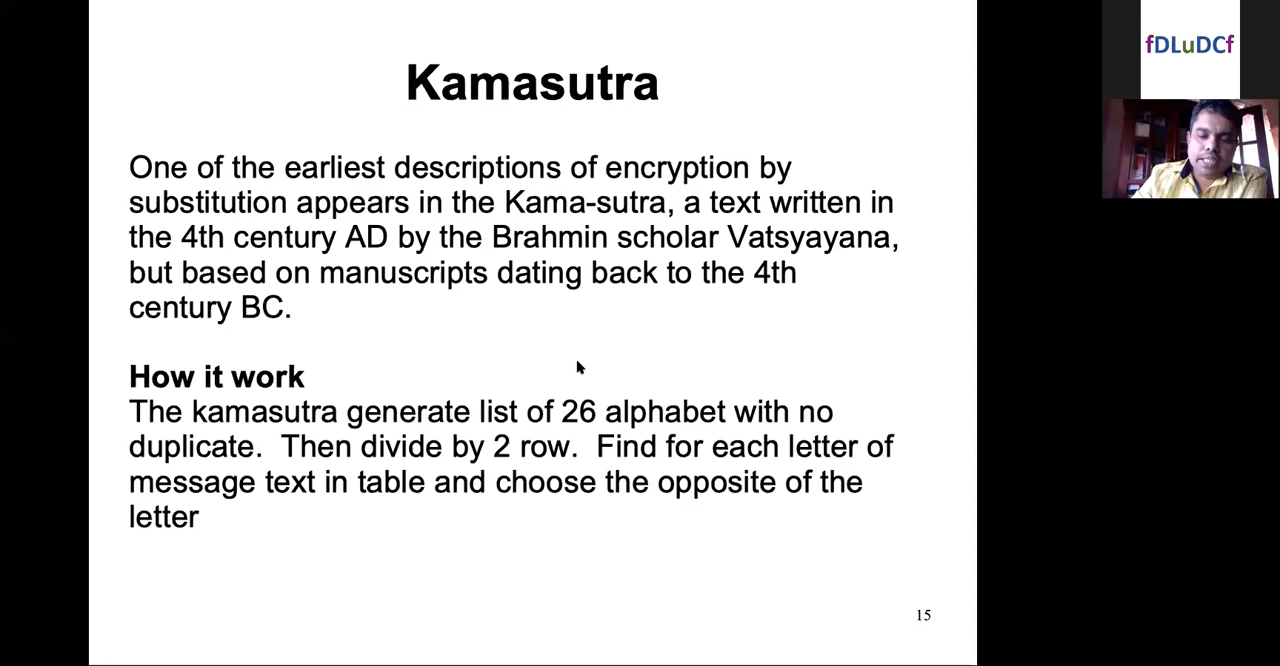 Kamasutra
One of the earliest descriptions of encryption by
substitution appears in the Kama-sutra, a text written in
the 4th century AD by the Brahmin scholar Vatsyayana,
but based on manuscripts dating back to the 4th
century BC.
How it work
The kamasutra generate list of 26 alphabet with no
duplicate.  Then divide by 2 row.  Find for each letter of
message text in table and choose the opposite of the
letter
15
fDLuDCf